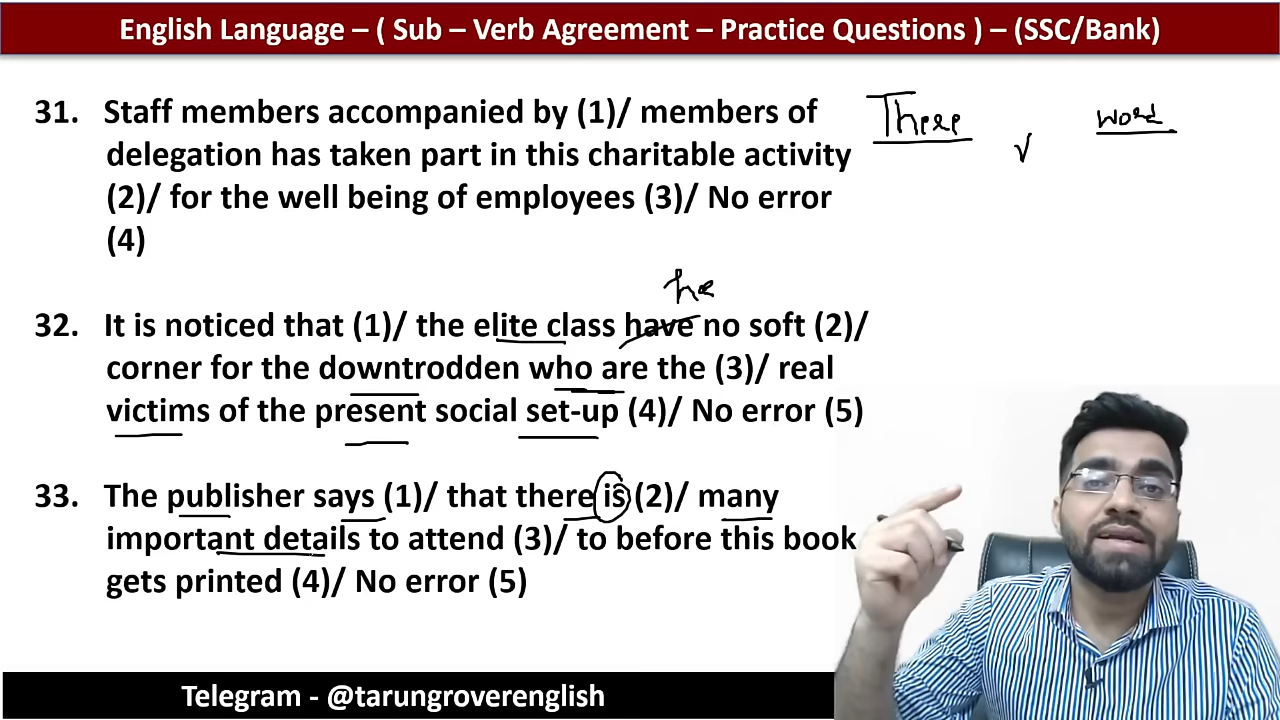 English Language – ( Sub – Verb Agreement – Practice Questions ) – (SSC/Bank)
31. Staff members accompanied by (1)/ members of
delegation has taken part in this charitable activity
(2)/ for the well being of employees (3)/ No error
(4)
There
V
word
ha
32. It is noticed that (1)/ the elite class have no soft (2)/
corner for the downtrodden who are the (3)/ real
victims of the present social set-up (4)/ No error (5)
33. The publisher says (1)/ that there is (2)/ many
important details to attend (3)/ to before this book
gets printed (4)/ No error (5)
Telegram - @tarungroverenglish